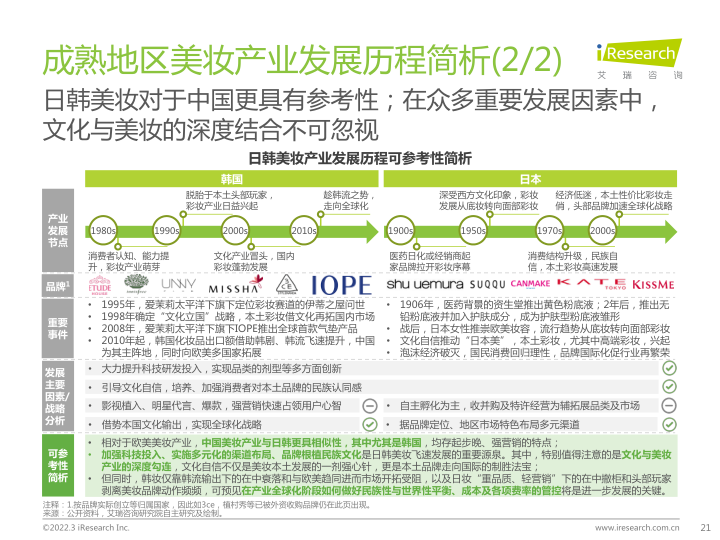 成熟地区美妆产业发展历程简析(2/2)
iResearch
艾 瑞 咨 询
日韩美妆对于中国更具有参考性；在众多重要发展因素中，
文化与美妆的深度结合不可忽视
日韩美妆产业发展历程可参考性简析
韩国
日本
产业
发展
节点
脱胎于本土头部玩家，
彩妆产业日益兴起
趁韩流之势，
走向全球化
深受西方文化印象，彩妆
发展从底妆转向面部彩妆
经济低迷，本土性价比彩妆走
俏，头部品牌加速全球化战略
1980s
1990s
2000s
2010s
1900s
1950s
1970s
2000s
消费者认知、能力提
升，彩妆产业萌芽
文化产业冒头，国内
彩妆蓬勃发展
医药日化或经销商起
家品牌拉开彩妆序幕
消费结构升级，民族自
信，本土彩妆高速发展
品牌1
ETUDE
HOUSE
innisfree
UNNY
MISSHA
3CE
IOPE
shu uemura
SUQQU
CANMAKE
KATE
TOKYO
KISSME
重要
事件
• 1995年，爱茉莉太平洋下旗下定位彩妆赛道的伊蒂之屋问世
• 1998年确定“文化立国”战略，本土彩妆借文化再拓国内市场
• 2008年，爱茉莉太平洋下旗下IOPE推出全球首款气垫产品
• 2010年起，韩国化妆品出口额借助韩剧、韩流飞速提升，中国
为其主阵地，同时向欧美多国家拓展
• 1906年，医药背景的资生堂推出黄色粉底液；2年后，推出无
铅粉底液并加入护肤成分，成为护肤型粉底液雏形
• 战后，日本女性推崇欧美妆容，流行趋势从底妆转向面部彩妆
• 文化自信推动“日本美”，本土彩妆，尤其中高端彩妆，兴起
• 泡沫经济破灭，国民消费回归理性，品牌国际化促行业再繁荣
发展
主要
因素/
战略
分析
• 大力提升科技研发投入，实现品类的剂型等多方面创新
• 引导文化自信，培养、加强消费者对本土品牌的民族认同感
• 影视植入、明星代言、爆款，强营销快速占领用户心智
• 自主孵化为主，收并购及特许经营为辅拓展品类及市场
• 借势本国文化输出，实现全球化战略
• 据品牌定位、地区市场特色布局多元渠道
可参
考性
简析
• 相对于欧美美妆产业，中国美妆产业与日韩更具相似性，其中尤其是韩国，均存起步晚、强营销的特点；
• 加强科技投入、实施多元化的渠道布局、品牌根植民族文化是日韩美妆飞速发展的重要源泉。其中，特别值得注意的是文化与美妆
产业的深度勾连，文化自信不仅是美妆本土发展的一剂强心针，更是本土品牌走向国际的制胜法宝；
• 但同时，韩妆仅靠韩流输出下的在中衰落和与欧美趋同进而市场开拓受阻，以及日妆“重品质、轻营销”下的在中撤柜和头部玩家
剥离美妆品牌动作频频，可预见在产业全球化阶段如何做好民族性与世界性平衡、成本及各项费率的管控将是进一步发展的关键。
注释：1.按品牌实际创立等归属国家，因此如3ce，植村秀等已被外资收购品牌仍在此页出现。
来源：公开资料，艾瑞咨询研究院自主研究及绘制。
©2022.3 iResearch Inc.
www.iresearch.com.cn
21